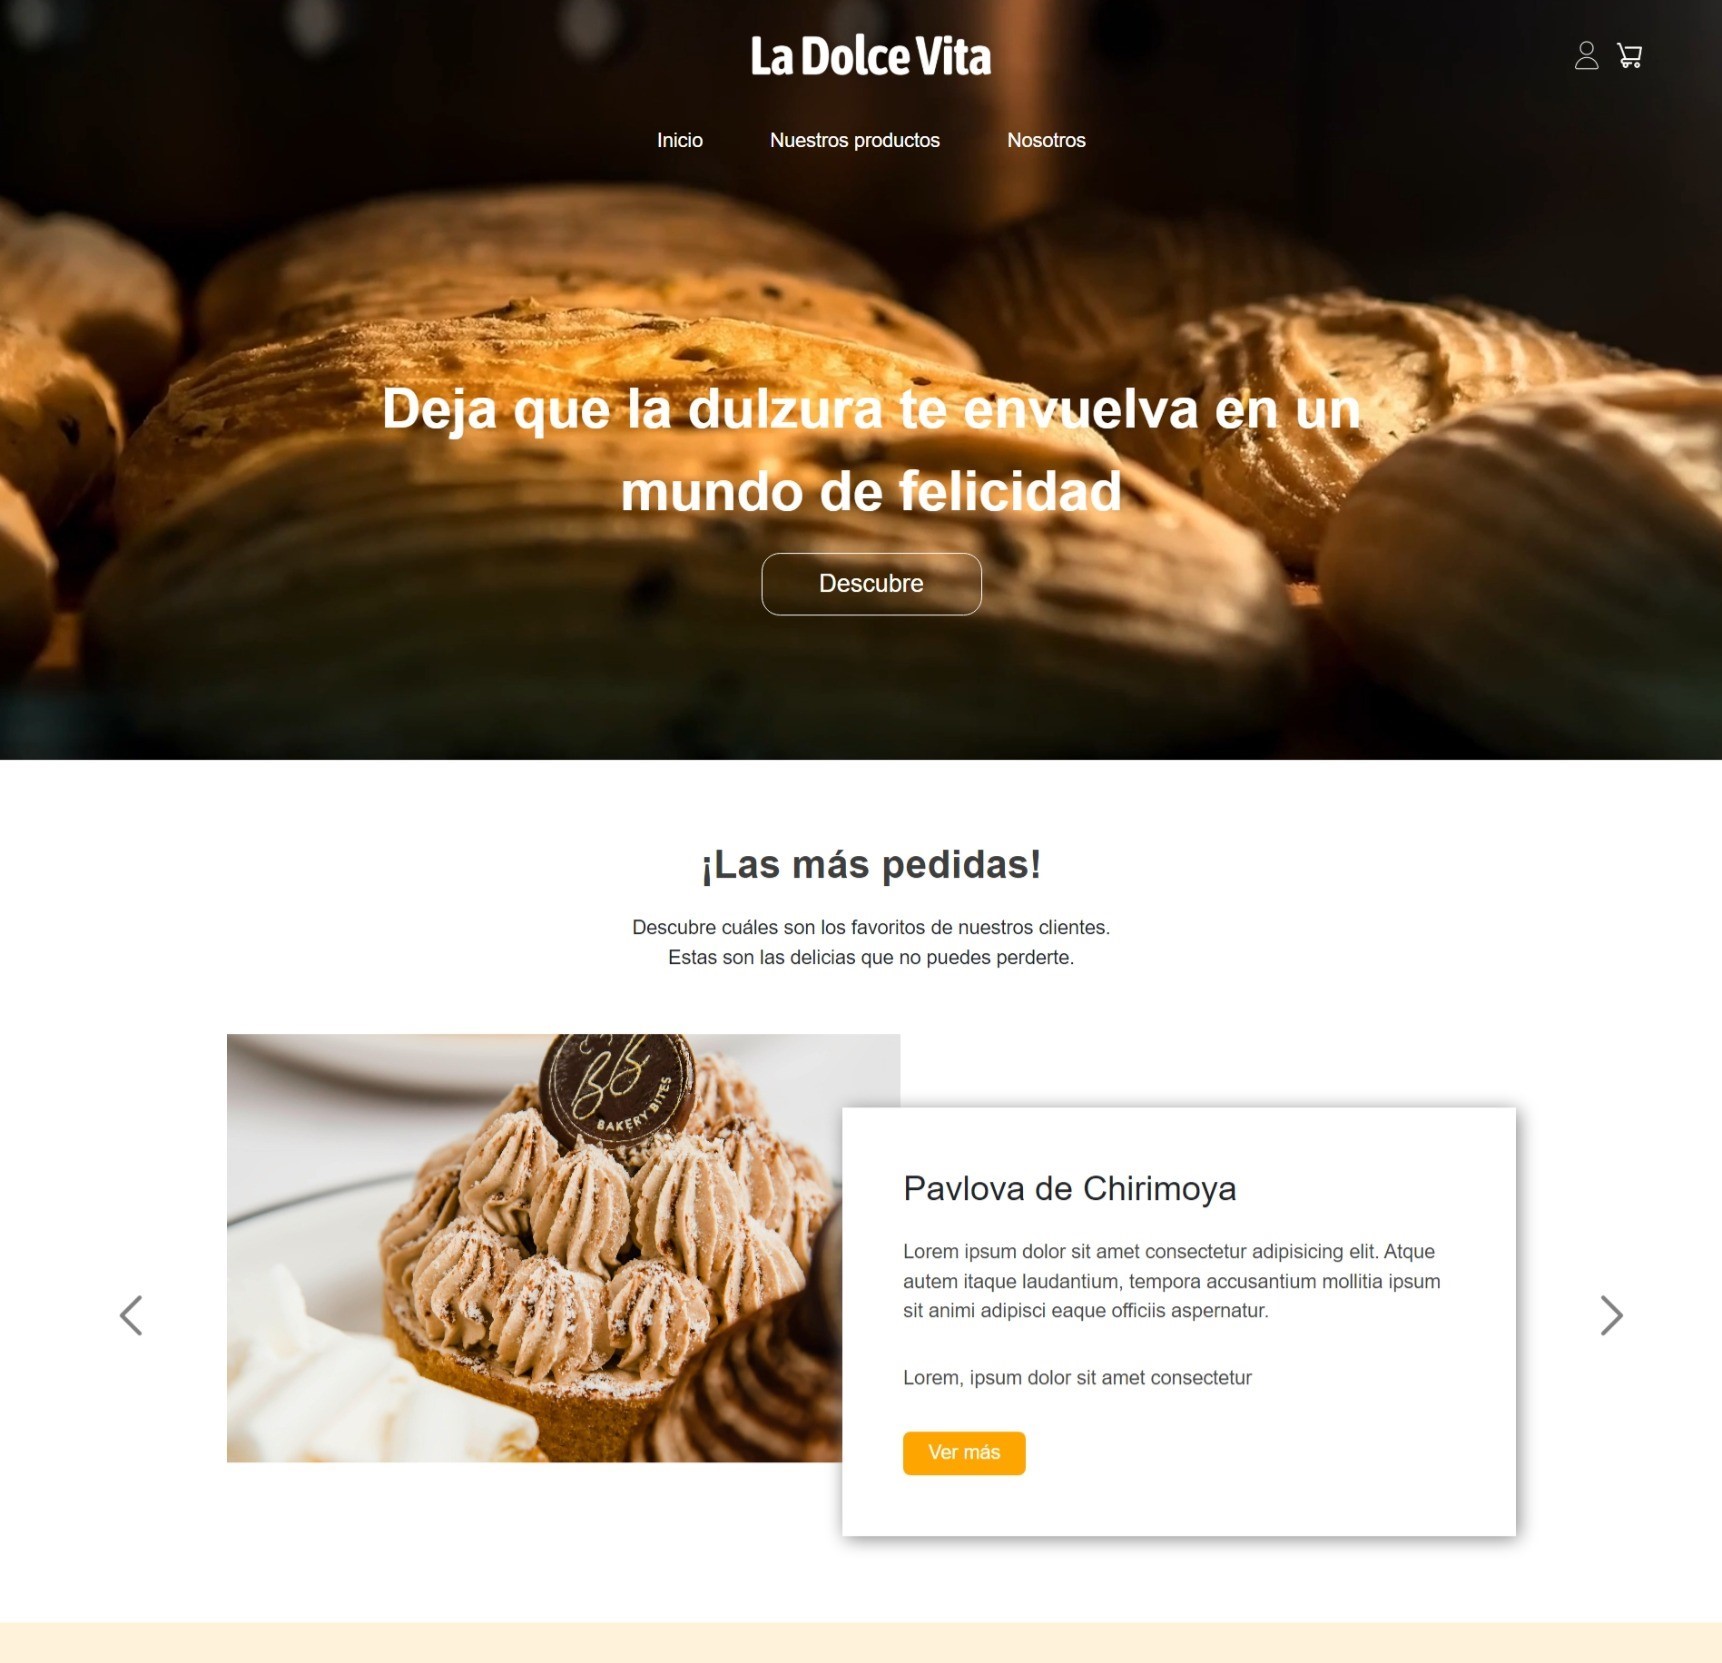 La Dolce Vita
Inicio Nuestros productos Nosotros
Deja que la dulzura te envuelva en un
mundo de felicidad
Descubre
¡Las más pedidas!
Descubre cuáles son los favoritos de nuestros clientes.
Estas son las delicias que no puedes perderte.
BB
BAKERY BITES
Pavlova de Chirimoya
Lorem ipsum dolor sit amet consectetur adipisicing elit. Atque
autem itaque laudantium, tempora accusantium mollitia ipsum
sit animi adipisci eaque officiis aspernatur.
Lorem, ipsum dolor sit amet consectetur
Ver más